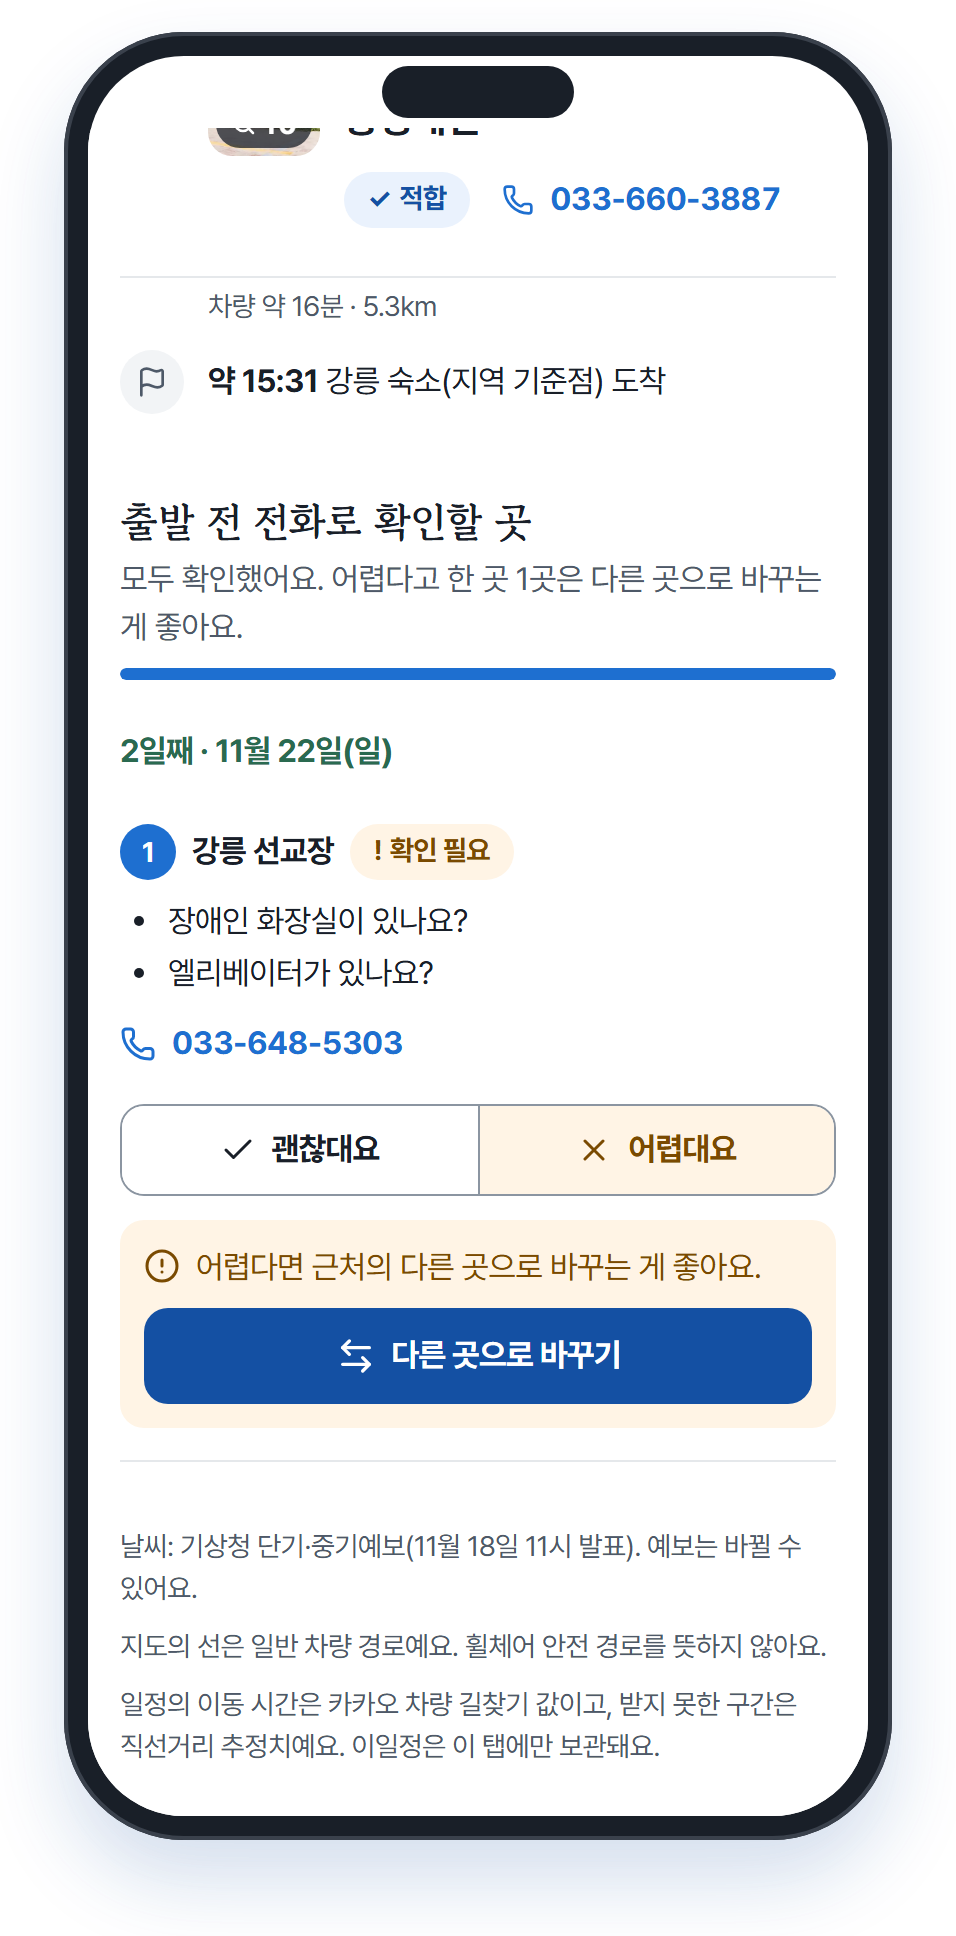 ✓ 적합 033-660-3887
차량 약 16분 · 5.3km
약 15:31 강릉 숙소(지역 기준점) 도착
출발 전 전화로 확인할 곳
모두 확인했어요. 어렵다고 한 곳 1곳은 다른 곳으로 바꾸는
게 좋아요.
2일째 · 11월 22일(일)
1 강릉 선교장 ! 확인 필요
• 장애인 화장실이 있나요?
• 엘리베이터가 있나요?
033-648-5303
괜찮대요 어렵대요
어렵다면 근처의 다른 곳으로 바꾸는 게 좋아요.
다른 곳으로 바꾸기
날씨: 기상청 단기·중기예보(11월 18일 11시 발표). 예보는 바뀔 수
있어요.
지도의 선은 일반 차량 경로예요. 휠체어 안전 경로를 뜻하지 않아요.
일정의 이동 시간은 카카오 차량 길찾기 값이고, 받지 못한 구간은
직선거리 추정치예요. 이일정은 이 탭에만 보관돼요.